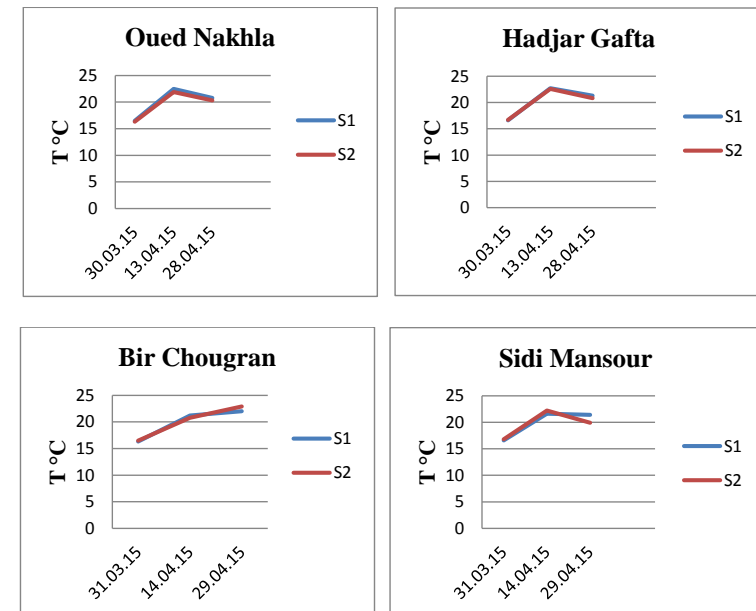 Oued Nakhla
T °C
25
20
15
10
5
0
30.03.15
13.04.15
28.04.15
S1
S2
Hadjar Gafta
T °C
25
20
15
10
5
0
30.03.15
13.04.15
28.04.15
S1
S2
Bir Chougran
T °C
25
20
15
10
5
0
31.03.15
14.04.15
29.04.15
S1
S2
Sidi Mansour
T °C
25
20
15
10
5
0
31.03.15
14.04.15
29.04.15
S1
S2